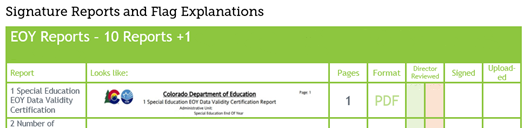 Signature Reports and Flag Explanations
EOY Reports - 10 Reports +1
Report Looks like: Pages Format Director Reviewed Signed Upload-ed
1 Special Education EOY Data Validity Certification
Colorado Department of Education Page: 1
1 Special Education EOY Data Validity Certification Report
Administrative Unit
Special Education End Of Year
1 PDF
2 Number of